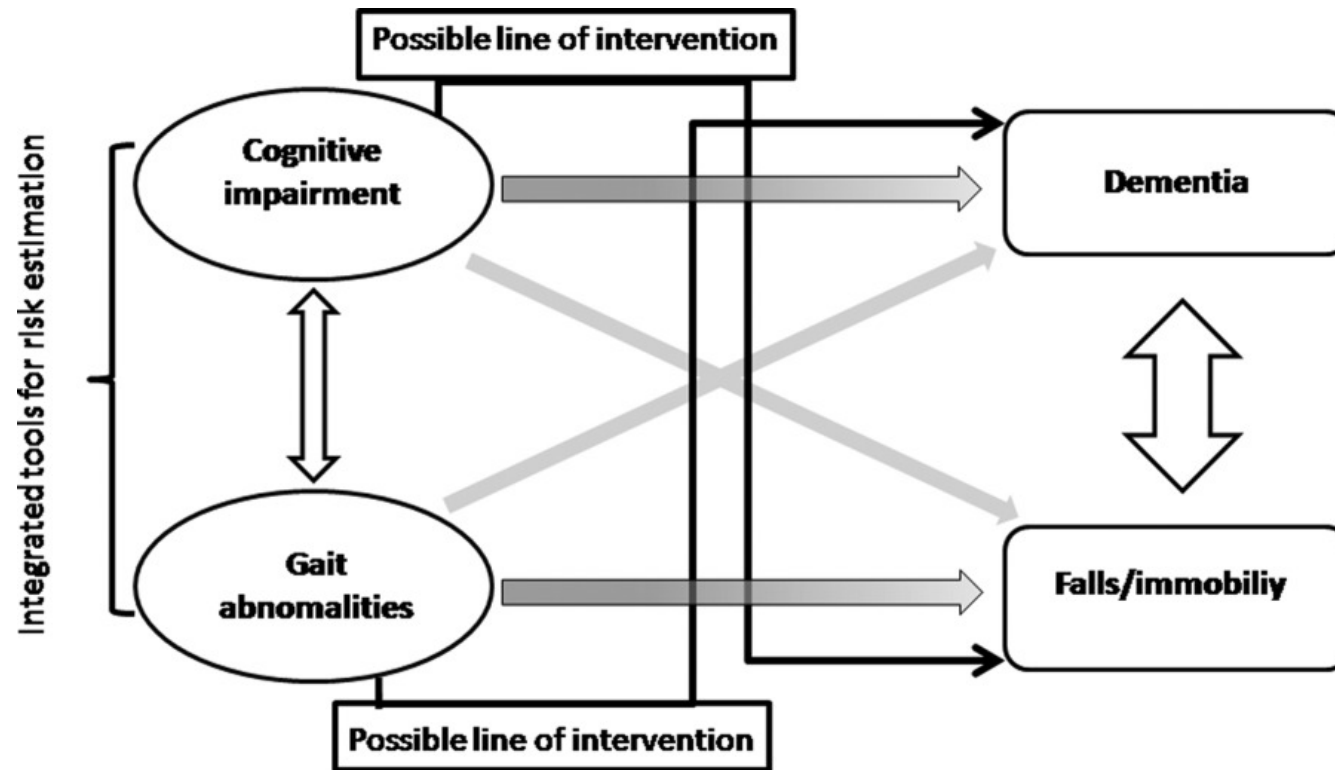 Possible line of intervention
Cognitive
impairment
Dementia
Integrated tools for risk estimation
Gait
abnomalities
Falls/immobiliy
Possible line of intervention